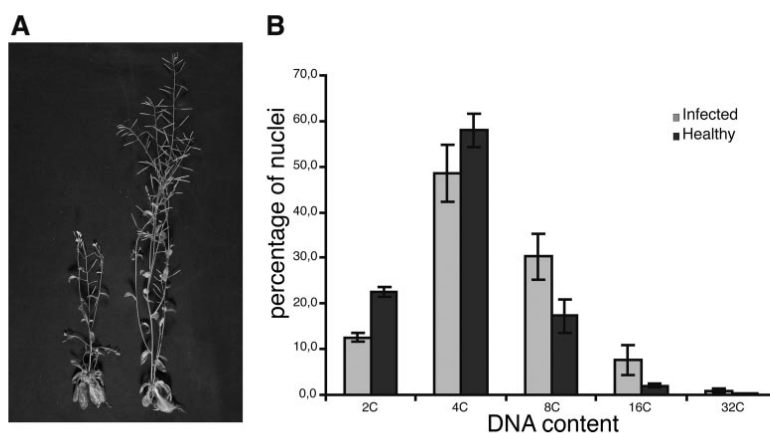 A
B
70,0
60,0
50,0
40,0
30,0
20,0
10,0
0,0
percentage of nuclei
Infected
Healthy
2C
4C
8C
16C
32C
DNA content